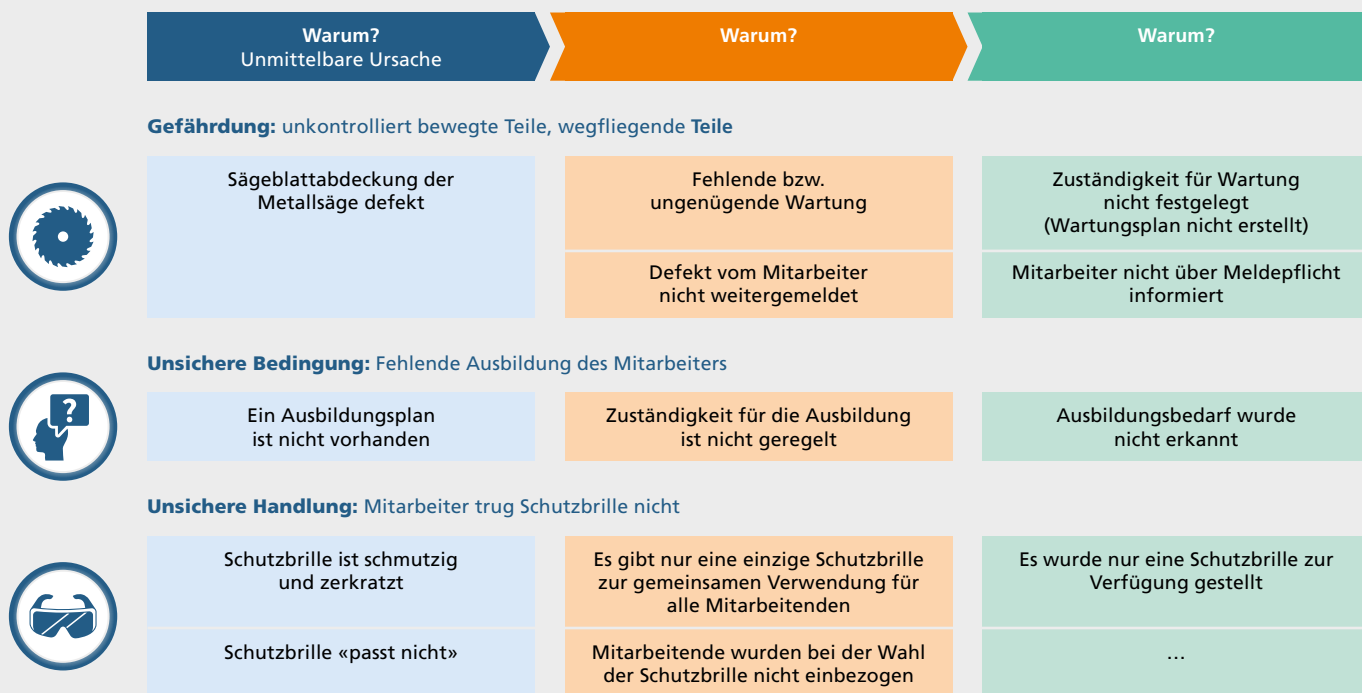 Warum?
Unmittelbare Ursache
Warum?
Warum?
Gefährdung: unkontrolliert bewegte Teile, wegfliegende Teile
Sägeblattabdeckung der
Metallsäge defekt
Fehlende bzw.
ungenügende Wartung
Zuständigkeit für Wartung
nicht festgelegt
(Wartungsplan nicht erstellt)
Defekt vom Mitarbeiter
nicht weitergemeldet
Mitarbeiter nicht über Meldepflicht
informiert
Unsichere Bedingung: Fehlende Ausbildung des Mitarbeiters
?
Ein Ausbildungsplan
ist nicht vorhanden
Zuständigkeit für die Ausbildung
ist nicht geregelt
Ausbildungsbedarf wurde
nicht erkannt
Unsichere Handlung: Mitarbeiter trug Schutzbrille nicht
Schutzbrille ist schmutzig
und zerkratzt
Es gibt nur eine einzige Schutzbrille
zur gemeinsamen Verwendung für
alle Mitarbeitenden
Es wurde nur eine Schutzbrille zur
Verfügung gestellt
Schutzbrille «passt nicht»
Mitarbeitende wurden bei der Wahl
der Schutzbrille nicht einbezogen
…